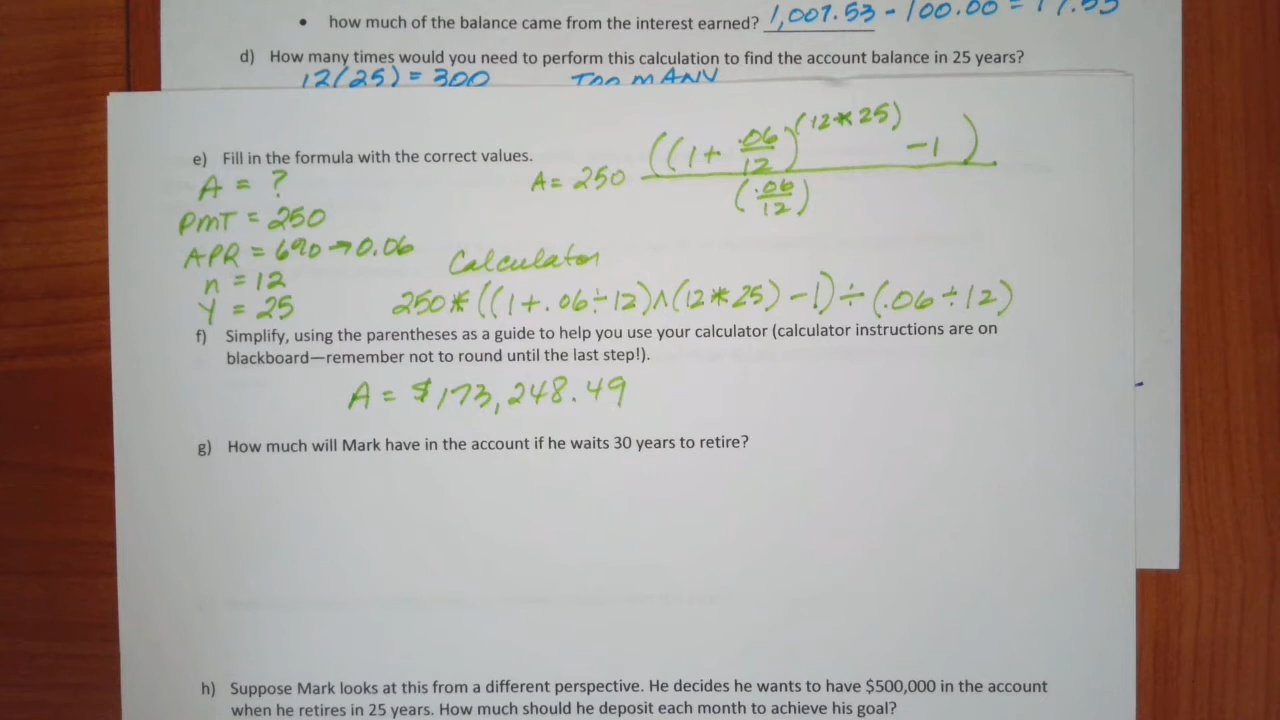 • how much of the balance came from the interest earned? 1,007.53 - 100.00 =
d) How many times would you need to perform this calculation to find the account balance in 25 years?
12(25) = 300 TOO MANY
e) Fill in the formula with the correct values.
A = 250 ((1 + .06/12)^(12*25) - 1) / (.06/12)
A = ?
PMT = 250
APR = 6% → 0.06
n = 12
Y = 25
Calculator
250*((1+.06÷12)^(12*25)-1)÷(.06÷12)
f) Simplify, using the parentheses as a guide to help you use your calculator (calculator instructions are on
blackboard—remember not to round until the last step!).
A = $173,248.49
g) How much will Mark have in the account if he waits 30 years to retire?
h) Suppose Mark looks at this from a different perspective. He decides he wants to have $500,000 in the account
when he retires in 25 years. How much should he deposit each month to achieve his goal?